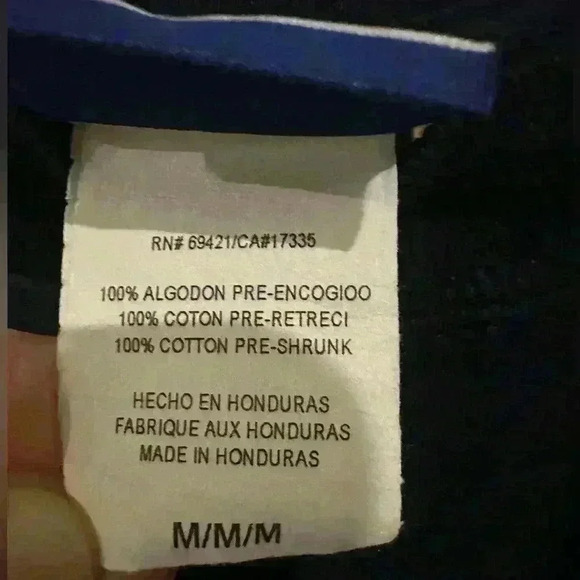 RN# 69421/CA#17335
100% ALGODON PRE-ENCOGIOO
100% COTON PRE-RETRECI
100% COTTON PRE-SHRUNK
HECHO EN HONDURAS
FABRIQUE AUX HONDURAS
MADE IN HONDURAS
M/M/M